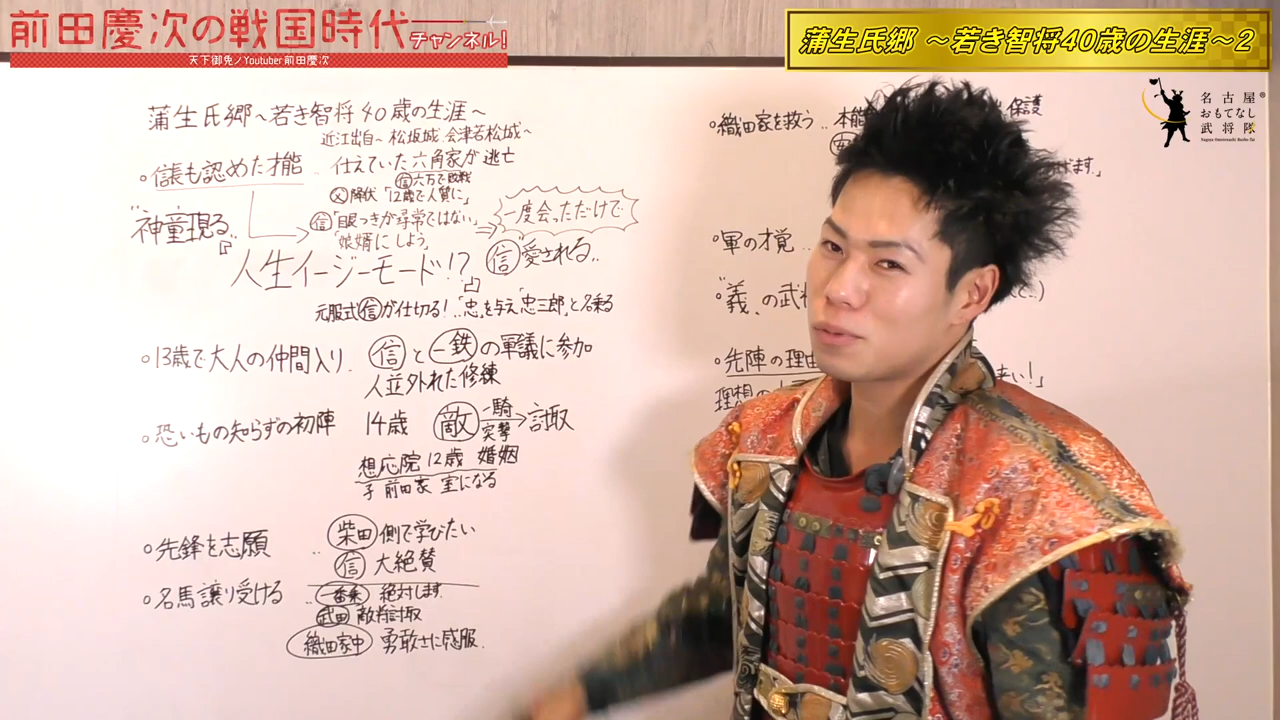 前田慶次の戦国時代
チャンネル!
天下御免ノYoutuber前田慶次
蒲生氏郷 ～若き智将40歳の生涯～2
名古屋
おもてなし
武将隊
蒲生氏郷～若き智将40歳の生涯～
近江出自～松坂城.会津若松城～
信長も認めた才能
仕えていた六角家が逃亡
信 六万で敗戦
父 降伏「12歳で人質に」
"神童現る"
信「目つきが尋常ではない」
「娘婿にしよう」
一度会っただけで
信 愛される..
人生イージーモード!?
元服式 信 が仕切る!..「忠」を与え「忠三郎」と名乗る
13歳で大人の仲間入り.
信 と 一鉄 の軍議に参加
人並外れた修練
恐いもの知らずの初陣
14歳 敵 一騎 突撃 → 討取
想応院 12歳 婚姻
子 前田家 室になる
先鋒を志願
柴田 側で学びたい
信 大絶賛
名馬譲り受ける
一番乗 絶対します.
武田 敵将討取
織田家中 勇敢さに感服.
織田家を救う..
保護
軍の才覚..
"義"の武
先陣の理由
理想の